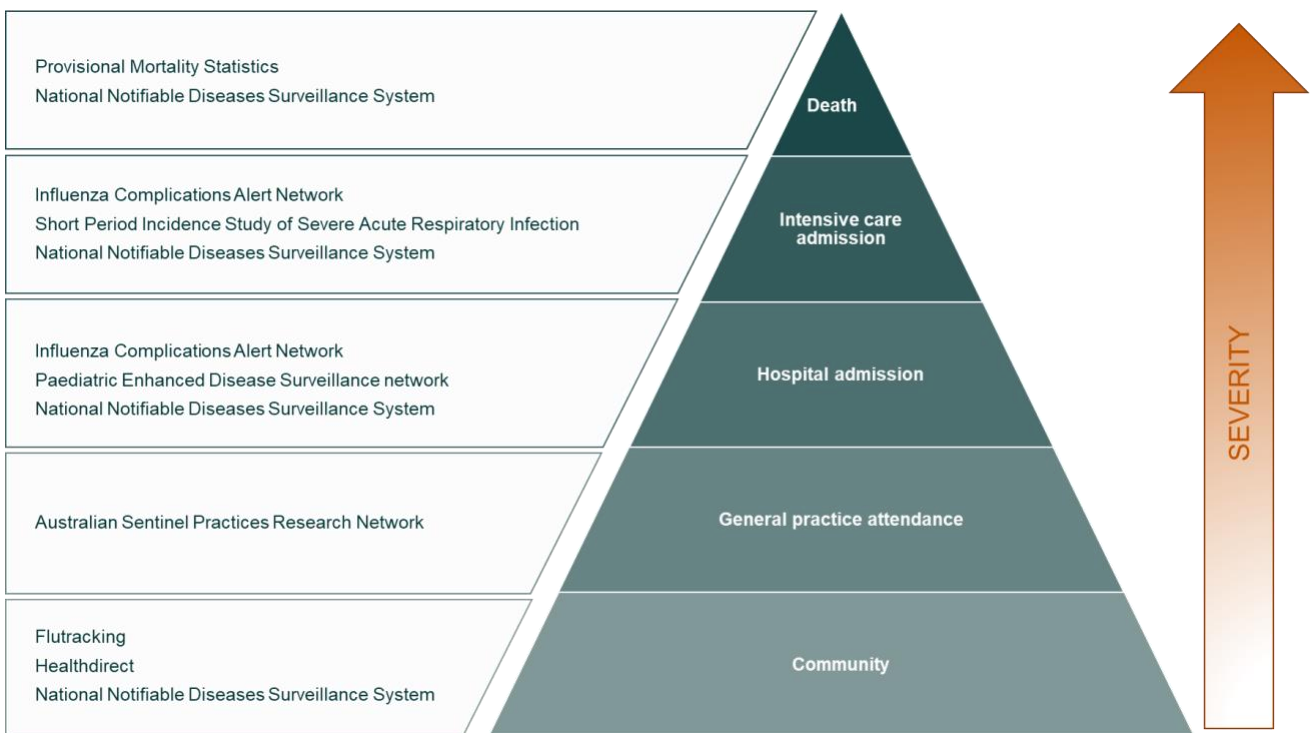 Provisional Mortality Statistics
National Notifiable Diseases Surveillance System
Death
Influenza Complications Alert Network
Short Period Incidence Study of Severe Acute Respiratory Infection
National Notifiable Diseases Surveillance System
Intensive care
admission
Influenza Complications Alert Network
Paediatric Enhanced Disease Surveillance network
National Notifiable Diseases Surveillance System
Hospital admission
Australian Sentinel Practices Research Network
General practice attendance
Flutracking
Healthdirect
National Notifiable Diseases Surveillance System
Community
SEVERITY